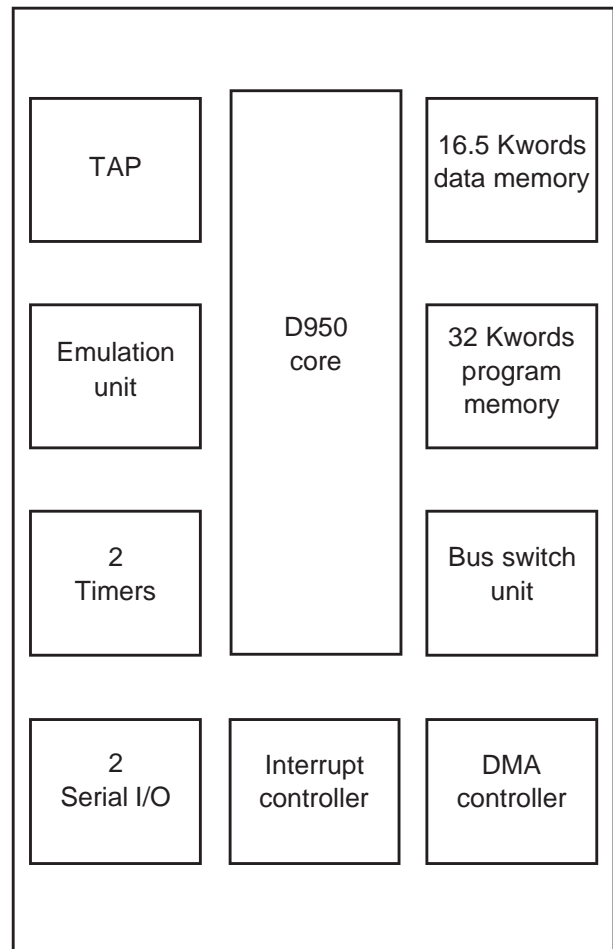 TAP
D950
core
16.5 Kwords
data memory
Emulation
unit
32 Kwords
program
memory
2
Timers
Bus switch
unit
2
Serial I/O
Interrupt
controller
DMA
controller